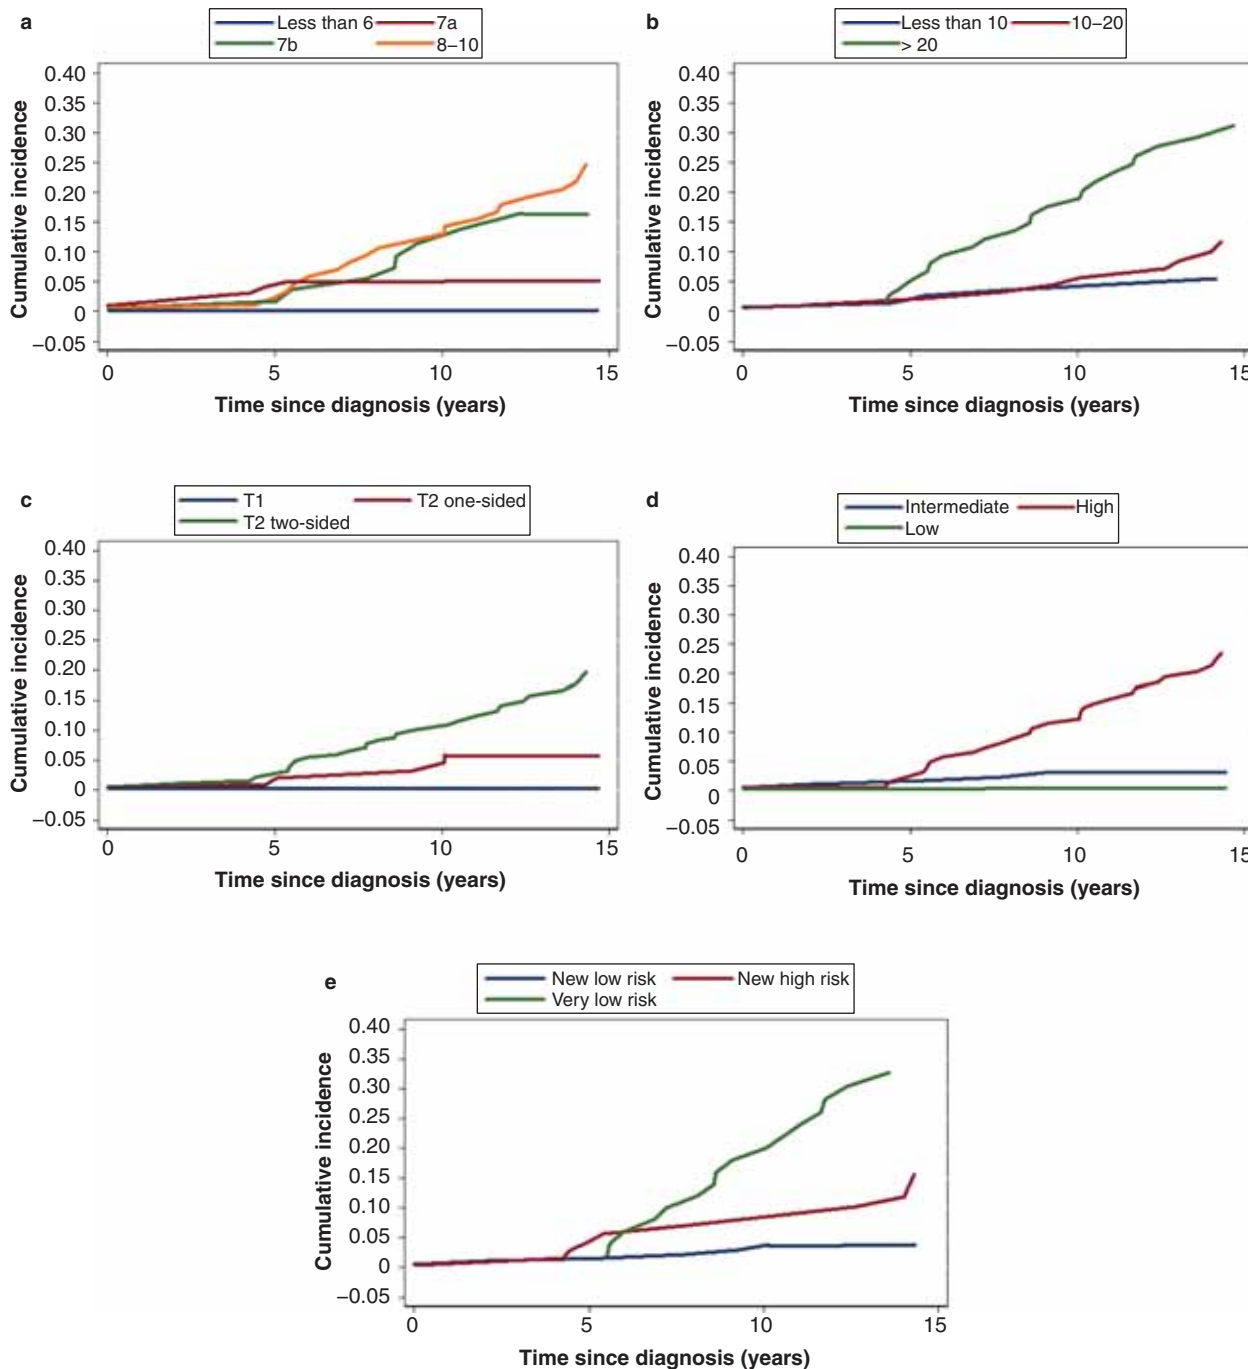 a
Less than 6 7a
7b 8–10
Cumulative incidence
0.40
0.35
0.30
0.25
0.20
0.15
0.10
0.05
0
−0.05
0 5 10 15
Time since diagnosis (years)
b
Less than 10 10–20
> 20
Cumulative incidence
0.40
0.35
0.30
0.25
0.20
0.15
0.10
0.05
0
−0.05
0 5 10 15
Time since diagnosis (years)
c
T1 T2 one-sided
T2 two-sided
Cumulative incidence
0.40
0.35
0.30
0.25
0.20
0.15
0.10
0.05
0
−0.05
0 5 10 15
Time since diagnosis (years)
d
Intermediate High
Low
Cumulative incidence
0.40
0.35
0.30
0.25
0.20
0.15
0.10
0.05
0
−0.05
0 5 10 15
Time since diagnosis (years)
e
New low risk New high risk
Very low risk
Cumulative incidence
0.40
0.35
0.30
0.25
0.20
0.15
0.10
0.05
0
−0.05
0 5 10 15
Time since diagnosis (years)